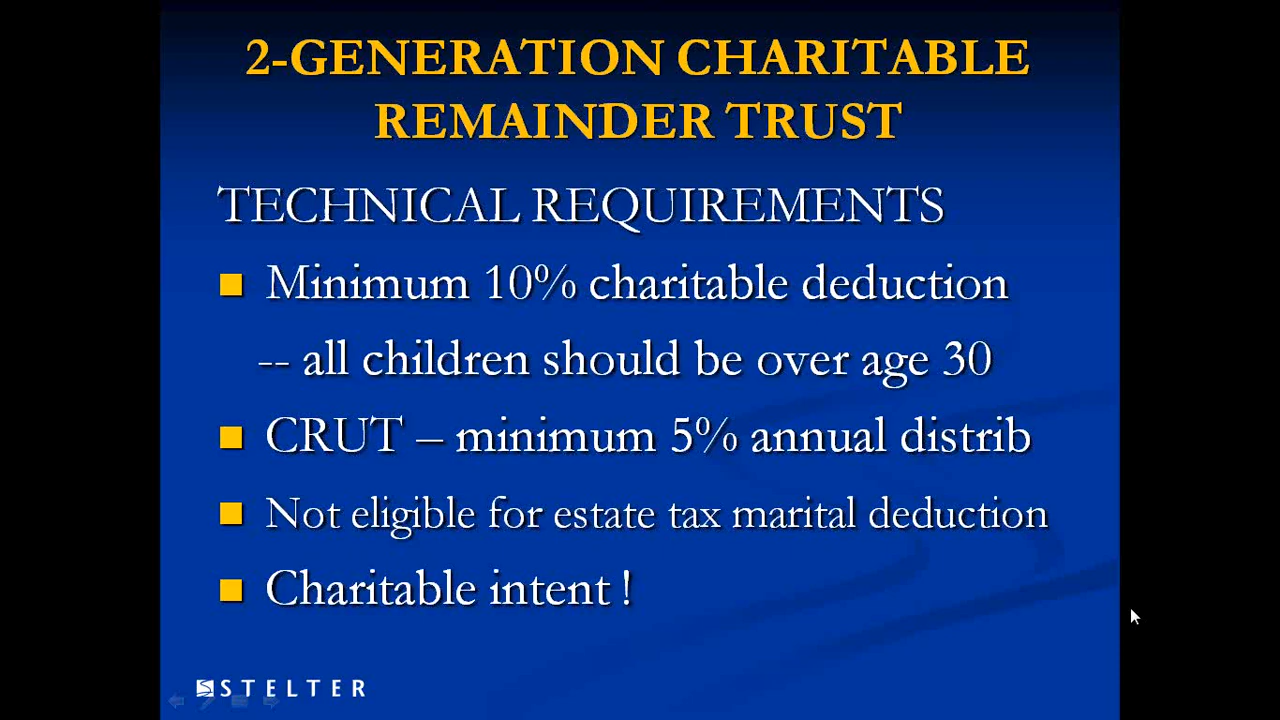 2-GENERATION CHARITABLE
REMAINDER TRUST
TECHNICAL REQUIREMENTS
Minimum 10% charitable deduction
-- all children should be over age 30
CRUT – minimum 5% annual distrib
Not eligible for estate tax marital deduction
Charitable intent !
STELTER